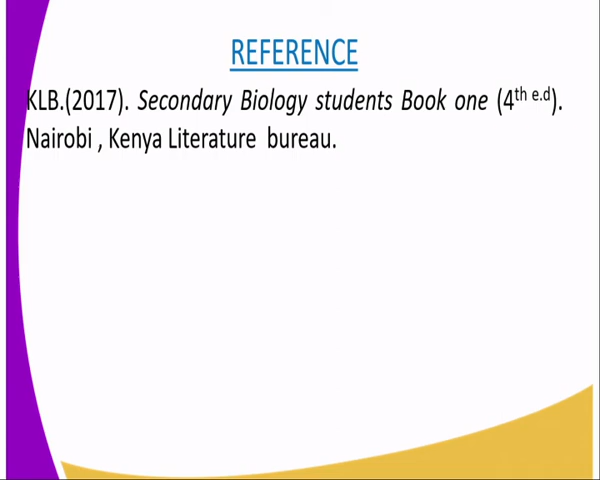 REFERENCE
KLB.(2017). Secondary Biology students Book one (4th e.d).
Nairobi , Kenya Literature bureau.